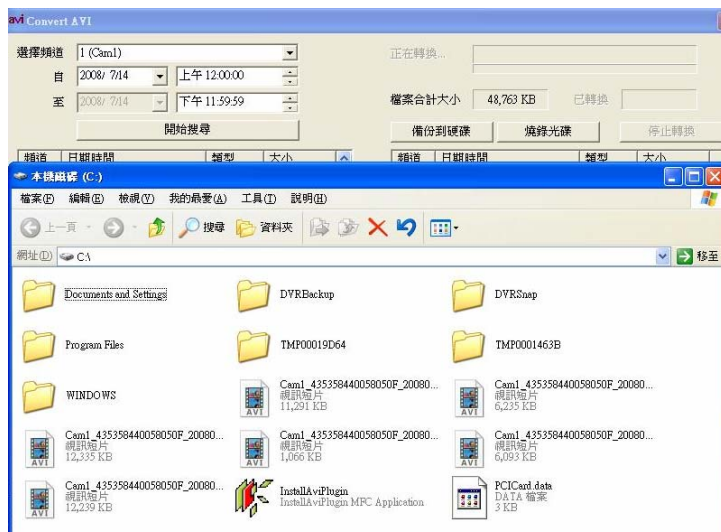 avi Convert AVI
選擇頻道 1 (Cam1)
自 2008/ 7/14 上午 12:00:00
至 2008/ 7/14 下午 11:59:59
開始搜尋
正在轉換...
檔案合計大小 48,763 KB 已轉換
備份到硬碟 燒錄光碟 停止轉換
頻道 日期時間 類型 大小
頻道 日期時間 類型 大小
本機磁碟 (C:)
檔案(F) 編輯(E) 檢視(V) 我的最愛(A) 工具(T) 說明(H)
上一頁 搜尋 資料夾
網址(D) C:\ 移至
Documents and Settings
DVRBackup
DVRSnap
Program Files
TMP00019D64
TMP0001463B
WINDOWS
Cam1_435358440058050F_20080...
視訊短片
11,291 KB
Cam1_435358440058050F_20080...
視訊短片
6,235 KB
Cam1_435358440058050F_20080...
視訊短片
12,335 KB
Cam1_435358440058050F_20080...
視訊短片
1,066 KB
Cam1_435358440058050F_20080...
視訊短片
6,093 KB
Cam1_435358440058050F_20080...
視訊短片
12,239 KB
InstallAviPlugin
InstallAviPlugin MFC Application
PCICard.data
DATA 檔案
3 KB
AVI
AVI
AVI
AVI
AVI
AVI